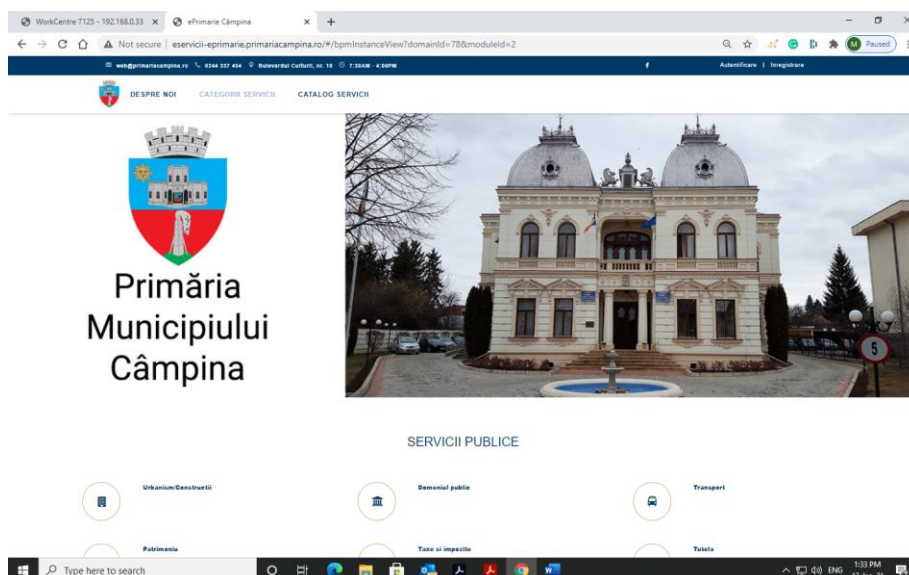 WorkCentre 7125 - 192.168.0.33
ePrimarie Câmpina
Not secure | eservicii-eprimarie.primariacampina.ro/#/bpmInstanceView?domainId=78&moduleId=2
Paused
web@primariacampina.ro 0244 337 454 Bulevardul Culturii, nr. 18 7:30AM - 4:00PM
Autentificare | Inregistrare
DESPRE NOI CATEGORII SERVICII CATALOG SERVICII
Primăria
Municipiului
Câmpina
5
SERVICII PUBLICE
Urbanism/Constructii
Domeniul public
Transport
Patrimoniu
Taxe si impozite
Tutela
Type here to search
ENG
1:33 PM